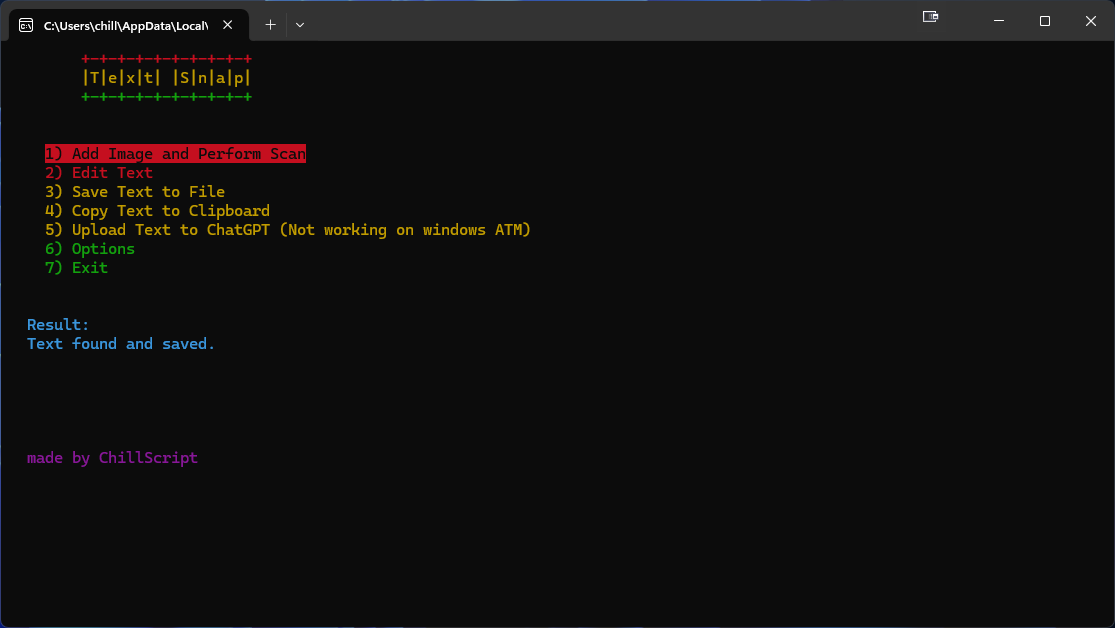 C:\Users\chill\AppData\Local\
+-+-+-+-+-+-+-+-+-+
|T|e|x|t| |S|n|a|p|
+-+-+-+-+-+-+-+-+-+
1) Add Image and Perform Scan
2) Edit Text
3) Save Text to File
4) Copy Text to Clipboard
5) Upload Text to ChatGPT (Not working on windows ATM)
6) Options
7) Exit
Result:
Text found and saved.
made by ChillScript